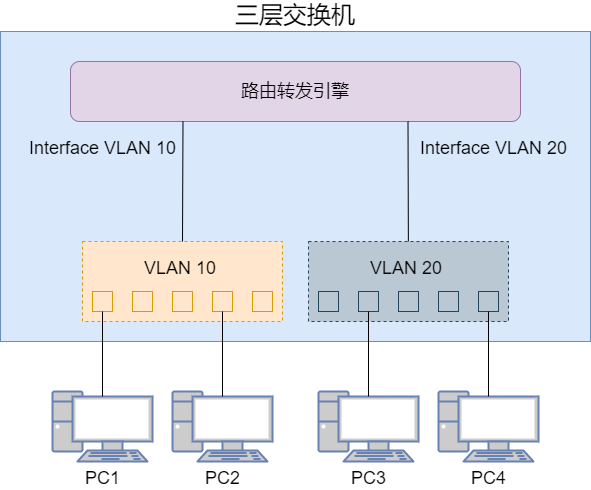 三层交换机
路由转发引擎
Interface VLAN 10
Interface VLAN 20
VLAN 10
VLAN 20
PC1
PC2
PC3
PC4